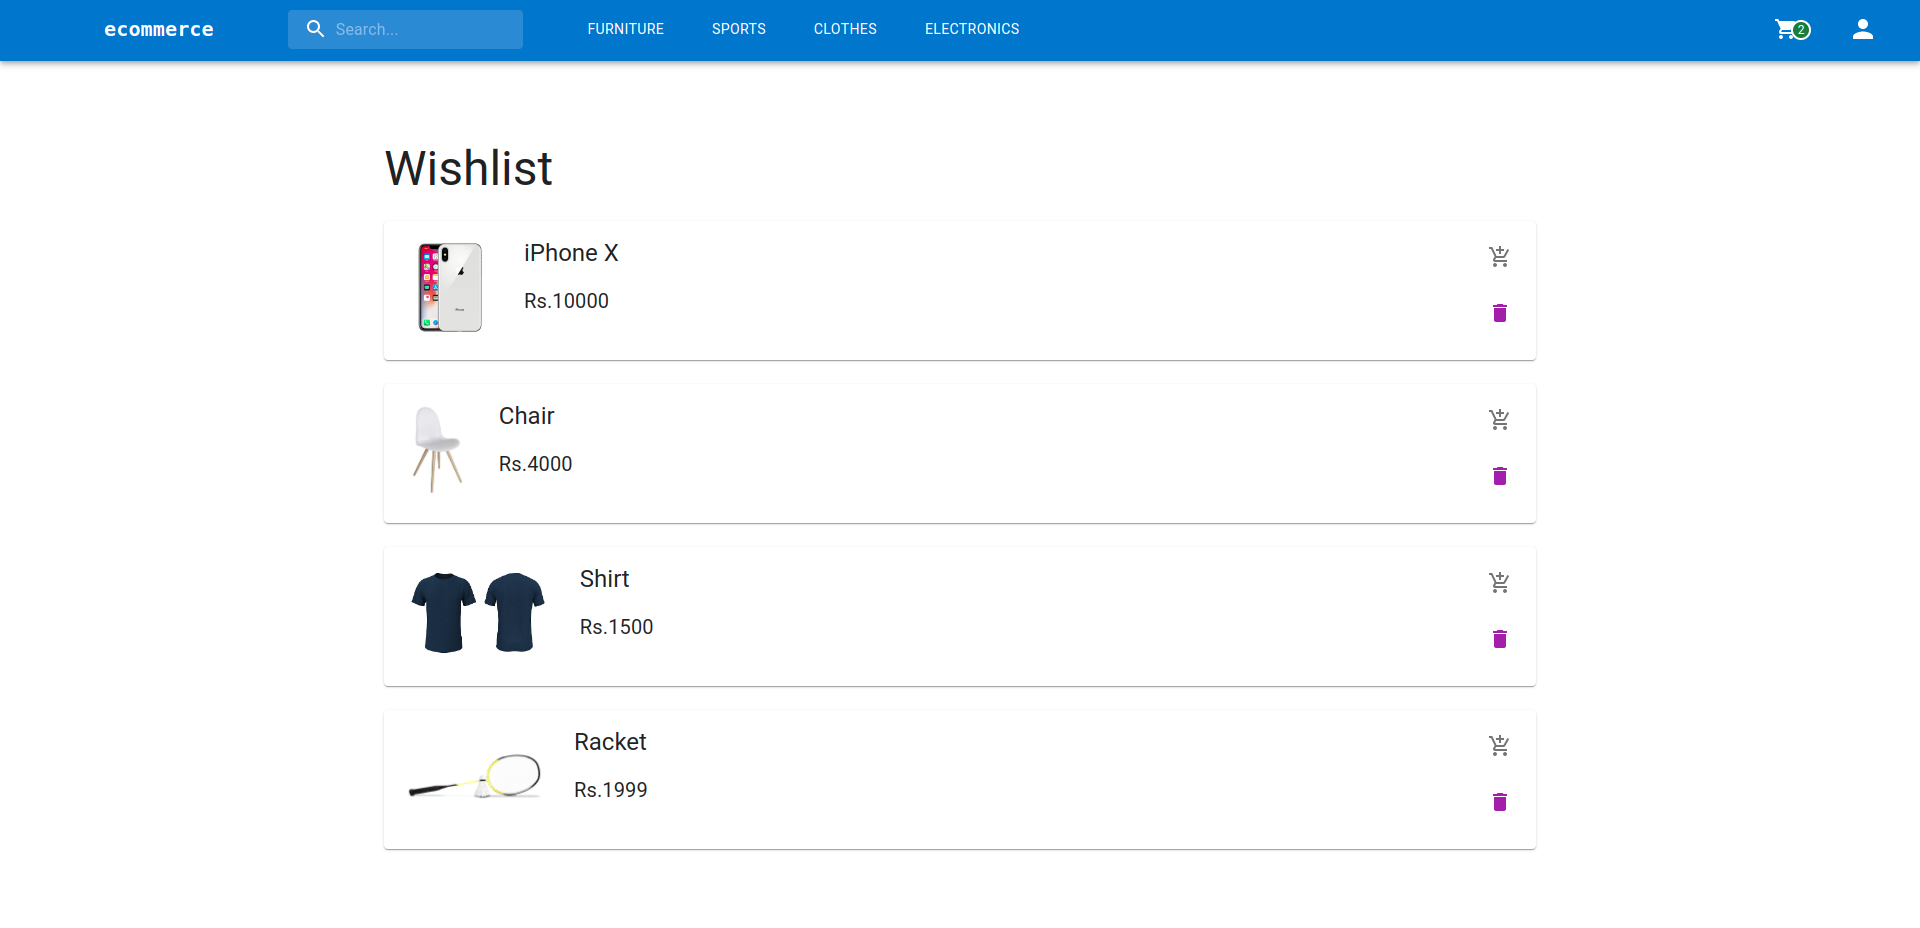 ecommerce
Search...
FURNITURE
SPORTS
CLOTHES
ELECTRONICS
2
Wishlist
iPhone X
Rs.10000
Chair
Rs.4000
Shirt
Rs.1500
Racket
Rs.1999